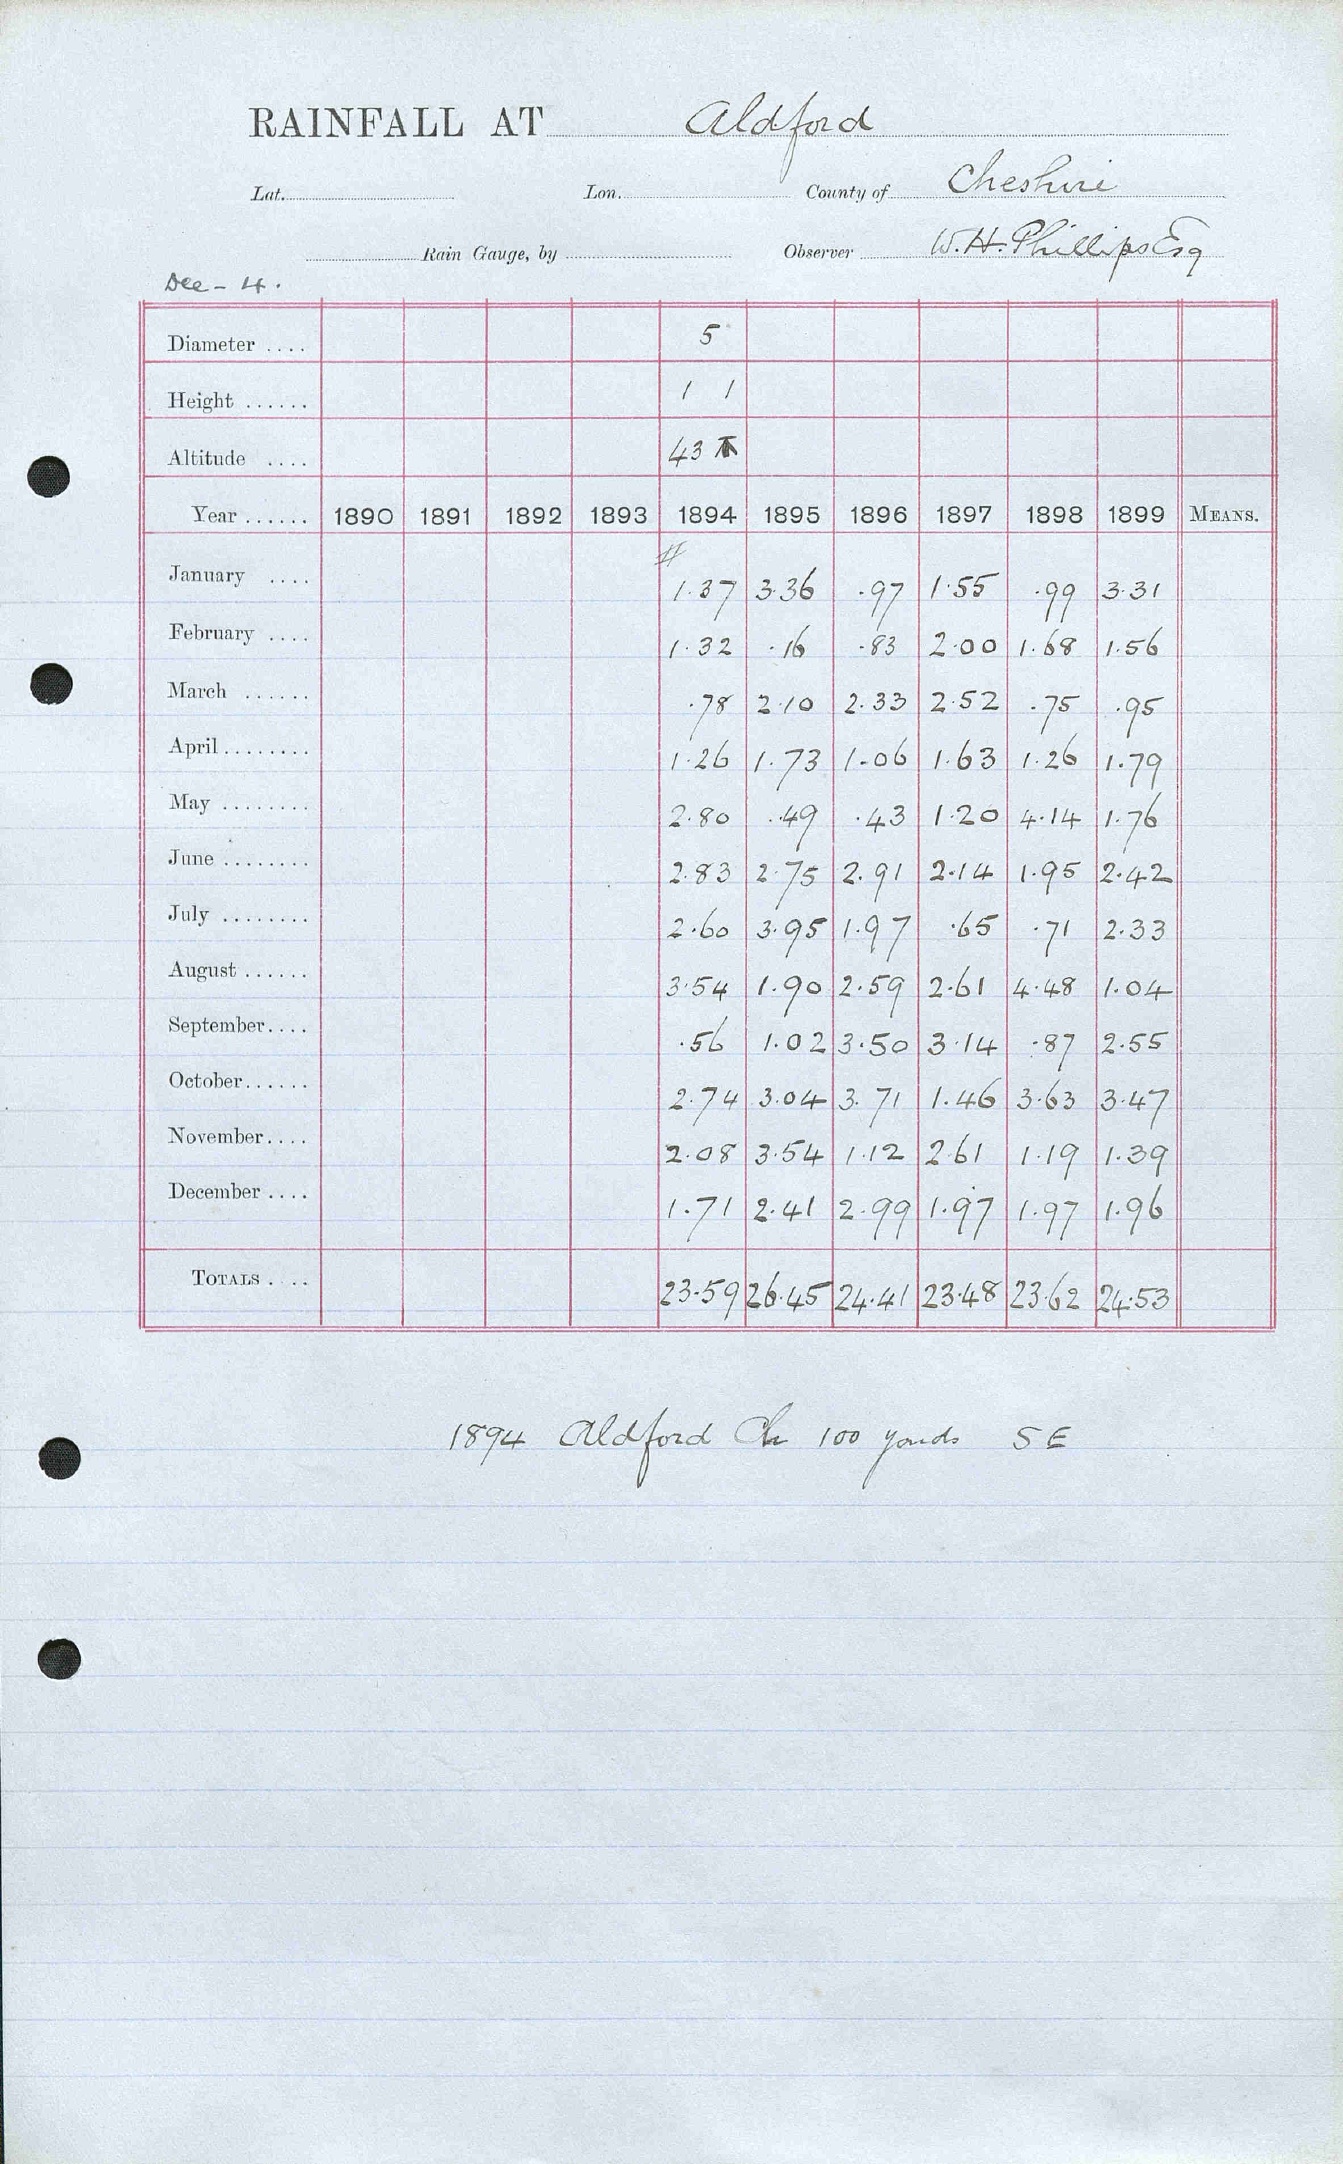 RAINFALL AT Aldford
Lat. Lon. County of Cheshire
Rain Gauge, by Observer W. H. Phillips Esq
Dee - 4.
Diameter .... 5
Height ...... 1 1
Altitude .... 43
Year ...... 1890 1891 1892 1893 1894 1895 1896 1897 1898 1899 MEANS.
#
January .... 1.37 3.36 .97 1.55 .99 3.31
February .... 1.32 .16 .83 2.00 1.68 1.56
March ...... .78 2.10 2.33 2.52 .75 .95
April ........ 1.26 1.73 1.06 1.63 1.26 1.79
May ........ 2.80 .49 .43 1.20 4.14 1.76
June ........ 2.83 2.75 2.91 2.14 1.95 2.42
July ........ 2.60 3.95 1.97 .65 .71 2.33
August ...... 3.54 1.90 2.59 2.61 4.48 1.04
September.... .56 1.02 3.50 3.14 .87 2.55
October...... 2.74 3.04 3.71 1.46 3.63 3.47
November.... 2.08 3.54 1.12 2.61 1.19 1.39
December .... 1.71 2.41 2.99 1.97 1.97 1.96
TOTALS .... 23.59 26.45 24.41 23.48 23.62 24.53
1894 Aldford Ch 100 yards SE